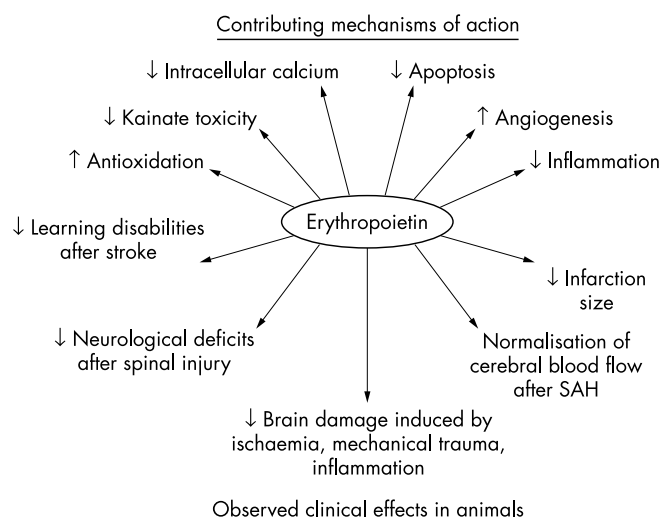 Contributing mechanisms of action
↓ Intracellular calcium
↓ Apoptosis
↓ Kainate toxicity
↑ Angiogenesis
↑ Antioxidation
↓ Inflammation
Erythropoietin
↓ Learning disabilities
after stroke
↓ Infarction
size
↓ Neurological deficits
after spinal injury
Normalisation of
cerebral blood flow
after SAH
↓ Brain damage induced by
ischaemia, mechanical trauma,
inflammation
Observed clinical effects in animals